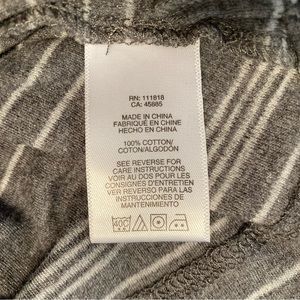 RN: 111818
CA: 45885
MADE IN CHINA
FABRIQUÉ EN CHINE
HECHO EN CHINA
100% COTTON/
COTON/ALGODÓN
SEE REVERSE FOR
CARE INSTRUCTIONS
VOIR AU DOS POUR LES
CONSIGNES D'ENTRETIEN
VER PARA LAS
INSTRUCCIONES DE
MANTENIMIENTO
40C